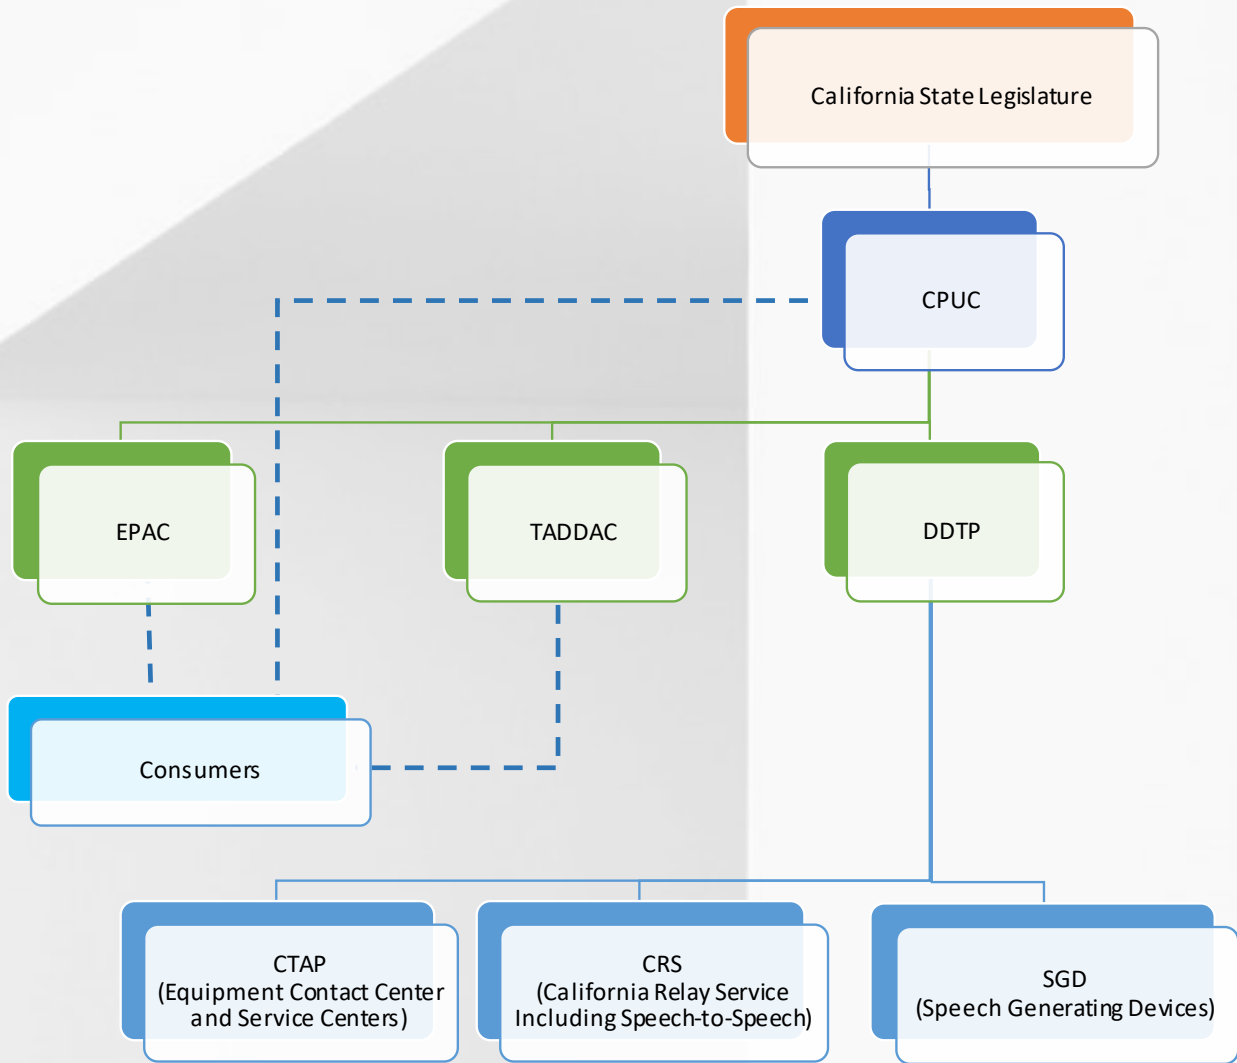 California State Legislature
CPUC
EPAC
TADDAC
DDTP
Consumers
CTAP
(Equipment Contact Center
and Service Centers)
CRS
(California Relay Service
Including Speech-to-Speech)
SGD
(Speech Generating Devices)